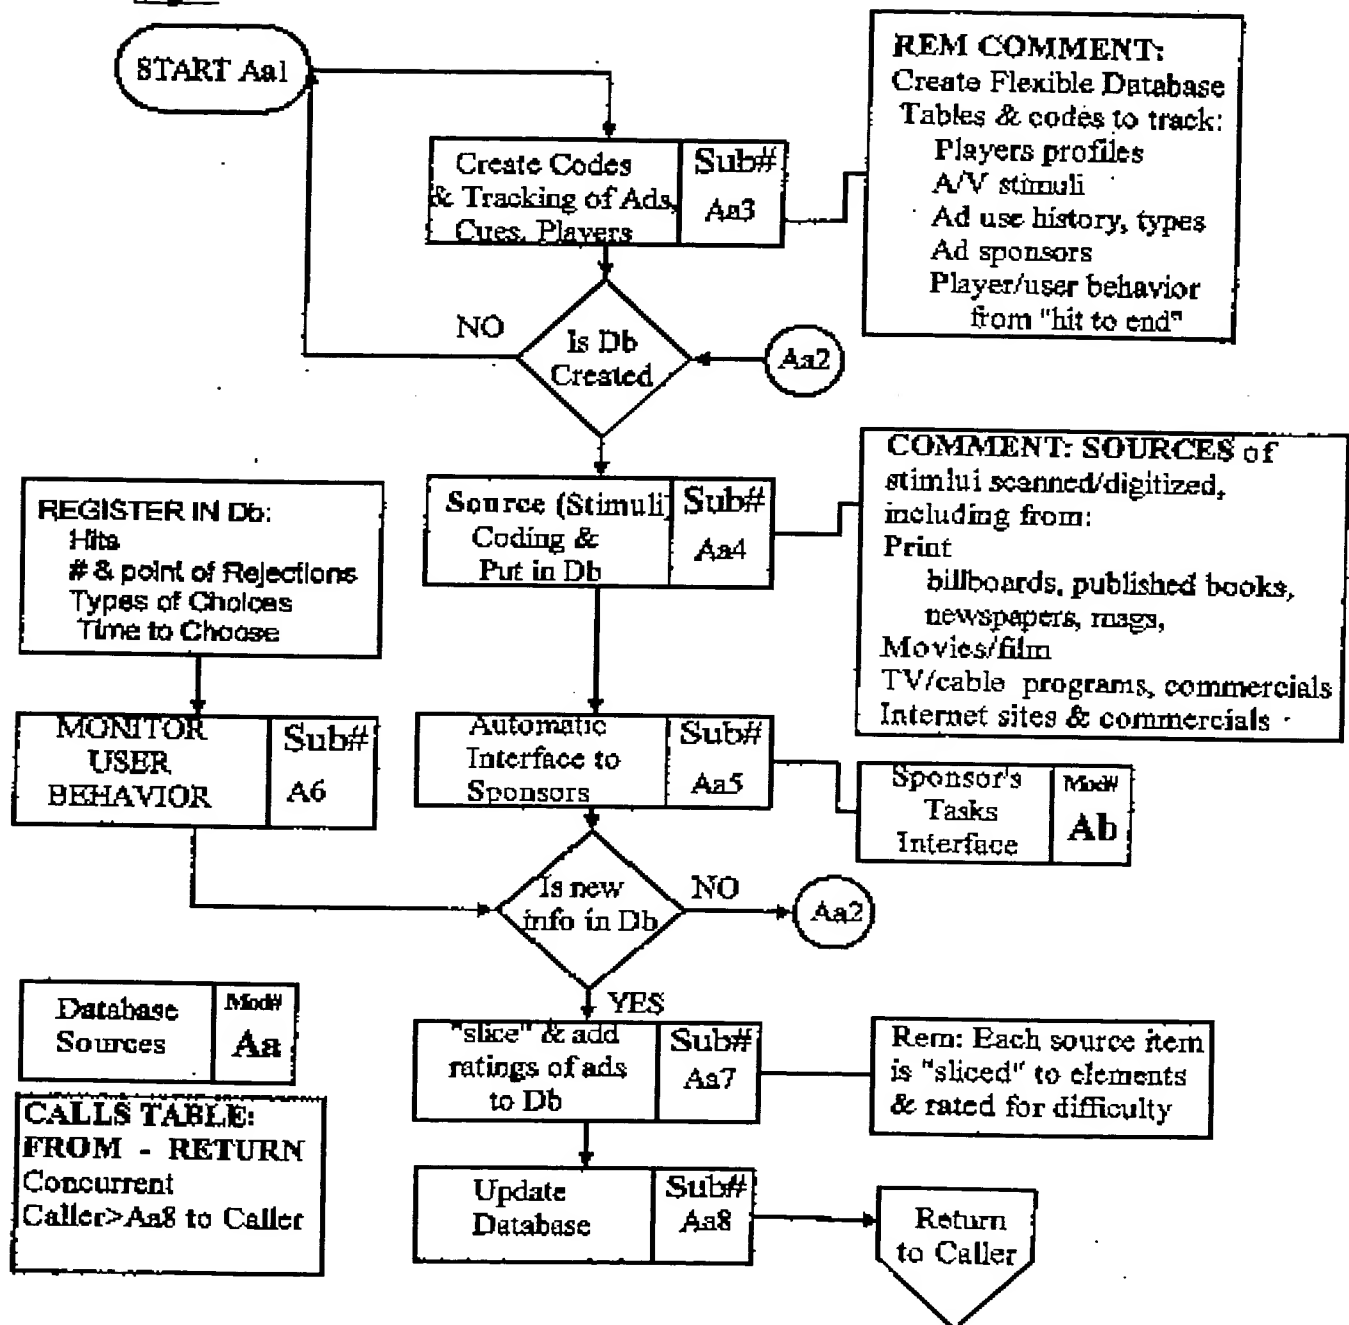 START Aa1
REM COMMENT:
Create Flexible Database
Tables & codes to track:
Players profiles
A/V stimuli
Ad use history, types
Ad sponsors
Player/user behavior
from "hit to end"
Create Codes
& Tracking of Ads,
Cues, Players
Sub#
Aa3
NO
Is Db
Created
Aa2
COMMENT: SOURCES of
stimlui scanned/digitized,
including from:
Print
billboards, published books,
newspapers, mags,
Movies/film
TV/cable programs, commercials
Internet sites & commercials
Source (Stimuli)
Coding &
Put in Db
Sub#
Aa4
REGISTER IN Db:
Hits
# & point of Rejections
Types of Choices
Time to Choose
MONITOR
USER
BEHAVIOR
Sub#
A6
Automatic
Interface to
Sponsors
Sub#
Aa5
Sponsor's
Tasks
Interface
Mod#
Ab
Is new
info in Db
NO
Aa2
YES
Database
Sources
Mod#
Aa
"slice" & add
ratings of ads
to Db
Sub#
Aa7
Rem: Each source item
is "sliced" to elements
& rated for difficulty
CALLS TABLE:
FROM - RETURN
Concurrent
Caller>Aa8 to Caller
Update
Database
Sub#
Aa8
Return
to Caller